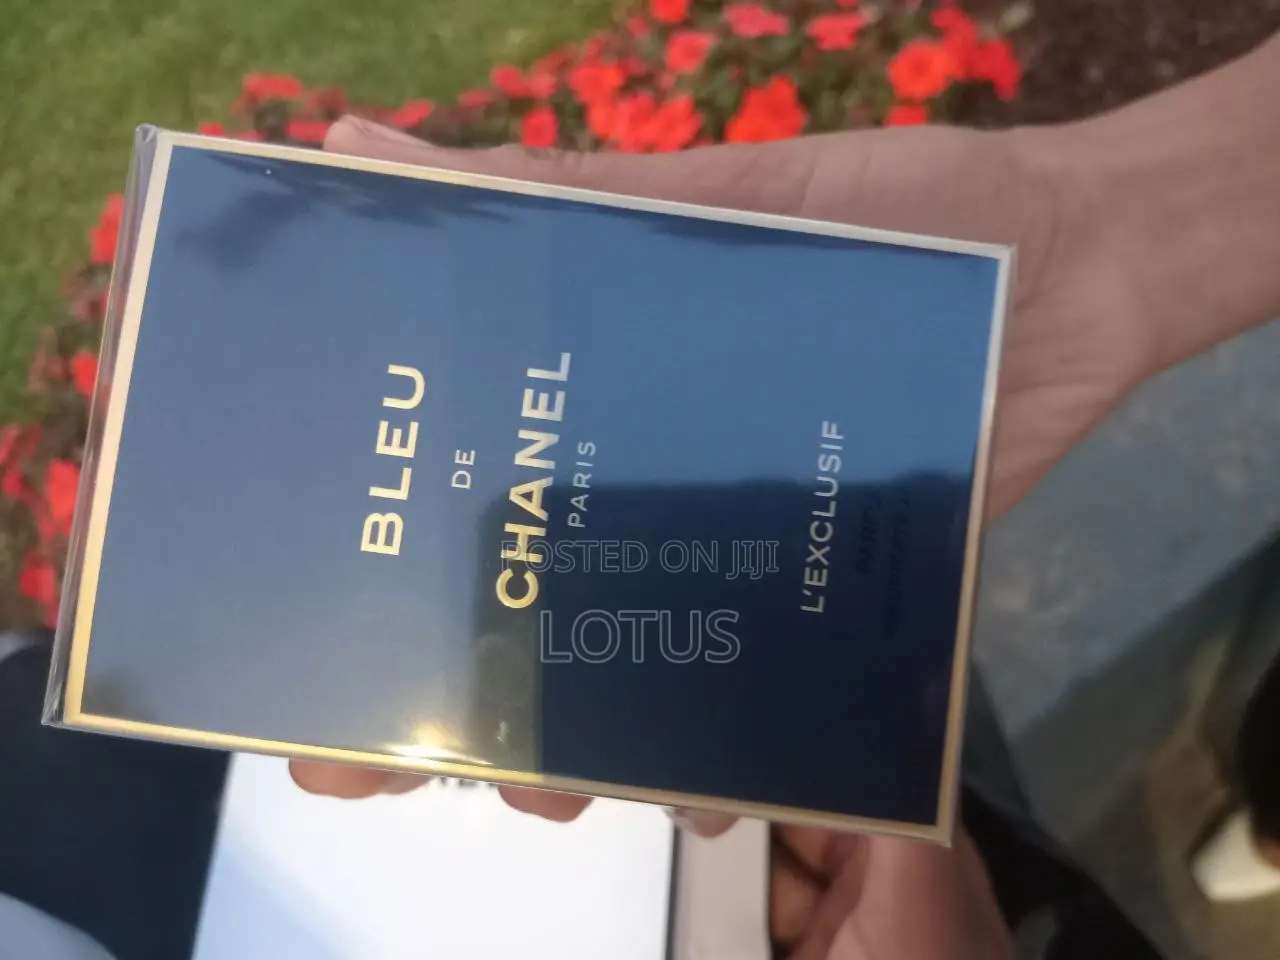 BLEU
DE
CHANEL
PARIS
L'EXCLUSIF
POSTED ON JIJI
LOTUS